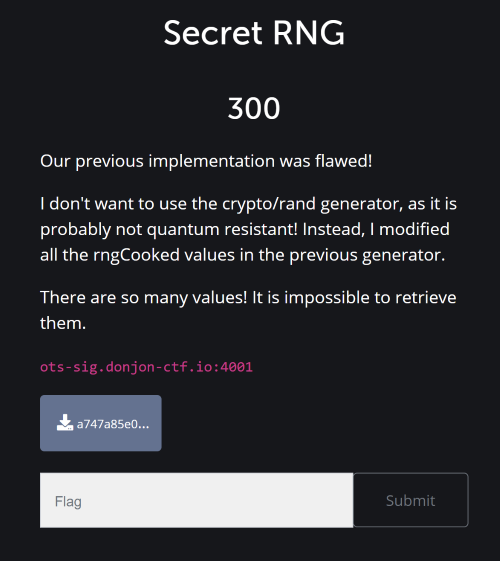 Secret RNG
300
Our previous implementation was flawed!
I don't want to use the crypto/rand generator, as it is
probably not quantum resistant! Instead, I modified
all the rngCooked values in the previous generator.
There are so many values! It is impossible to retrieve
them.
ots-sig.donjon-ctf.io:4001
a747a85e0...
Flag
Submit